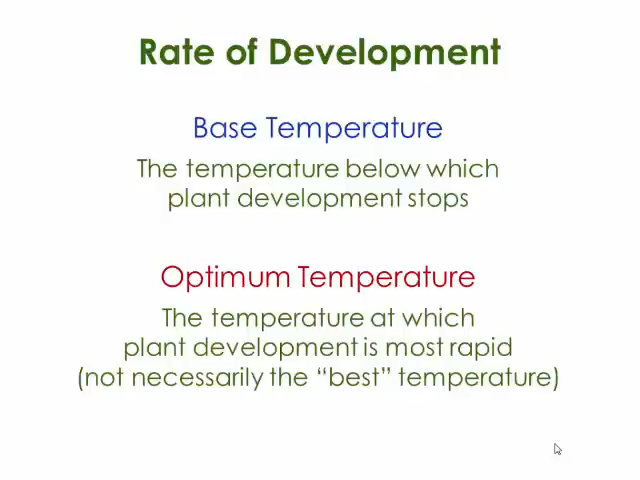 Rate of Development
Base Temperature
The temperature below which
plant development stops
Optimum Temperature
The temperature at which
plant development is most rapid
(not necessarily the “best” temperature)